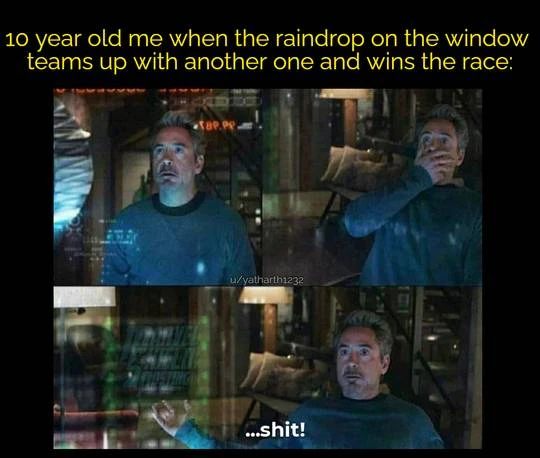 10 year old me when the raindrop on the window
teams up with another one and wins the race:
u/yatharth1232
...shit!